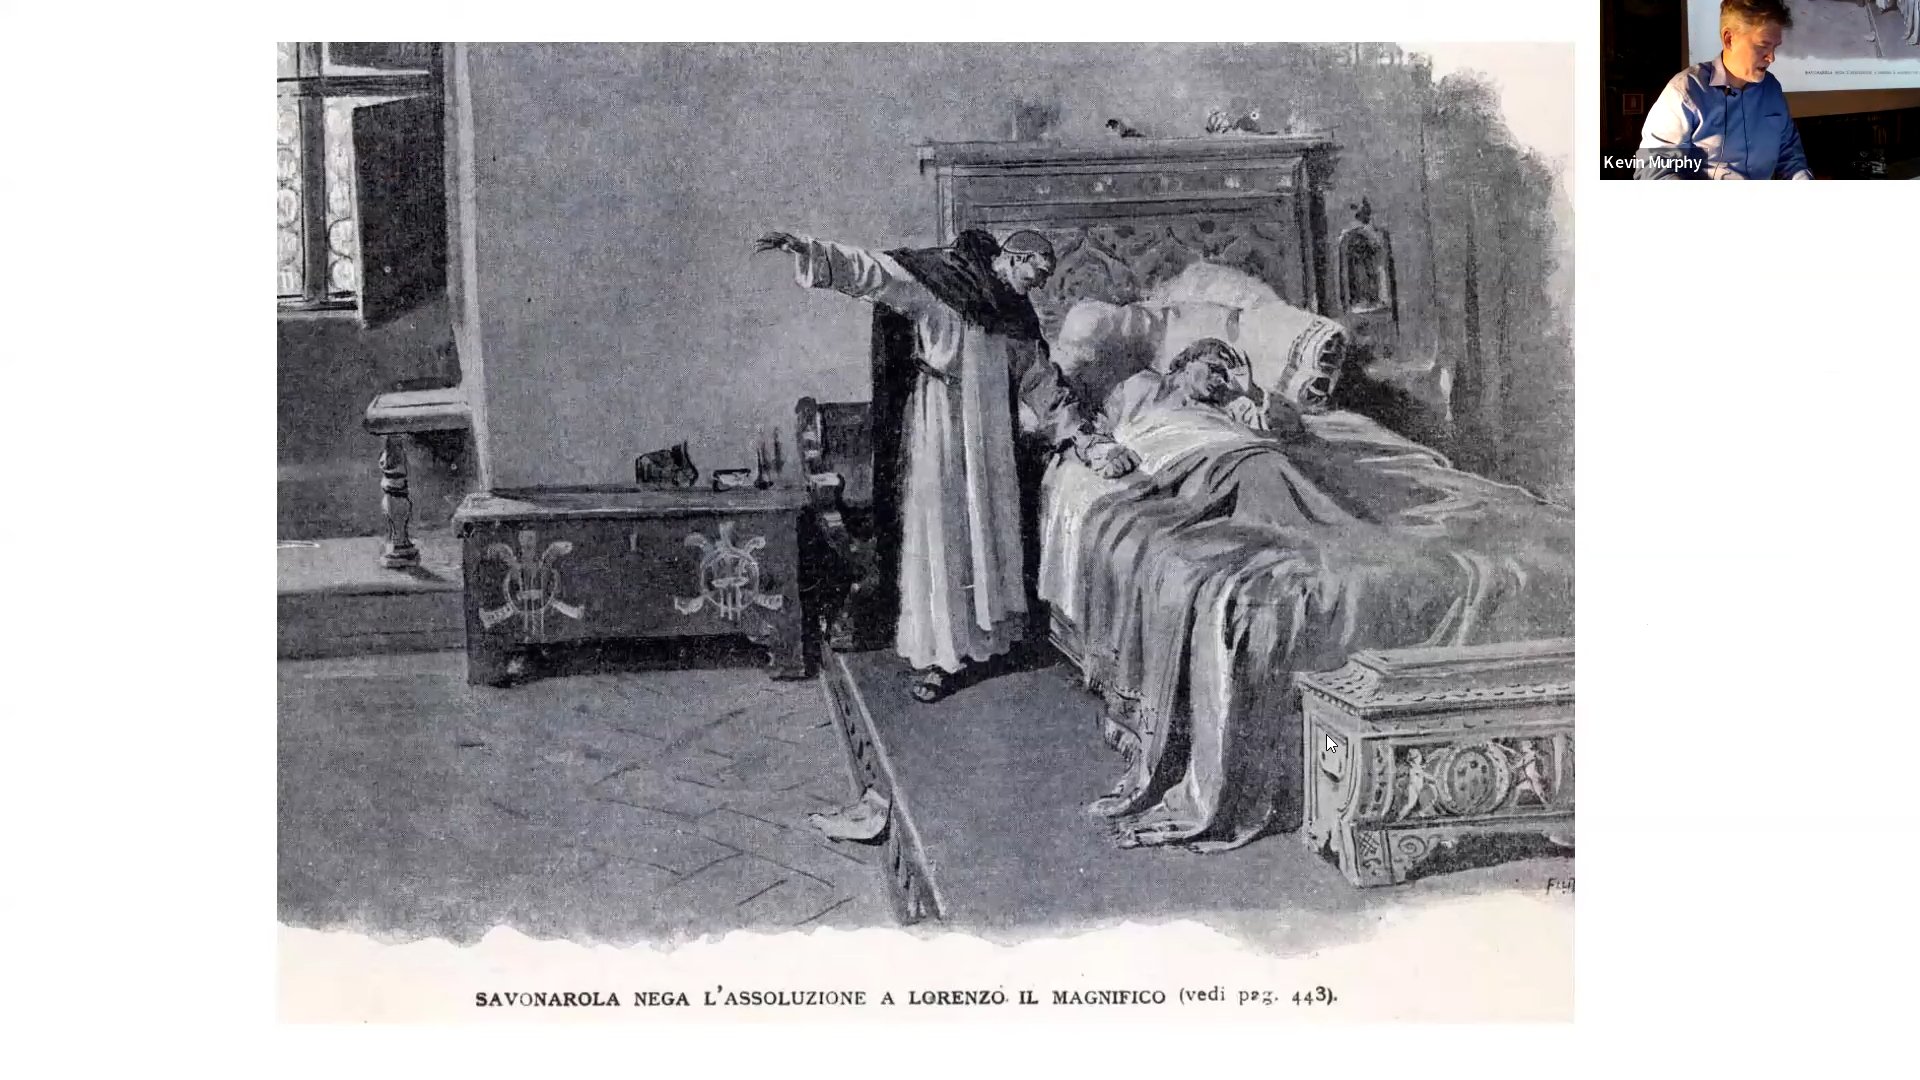 Kevin Murphy
SAVONAROLA NEGA L'ASSOLUZIONE A LORENZO IL MAGNIFICO (vedi pag. 443).